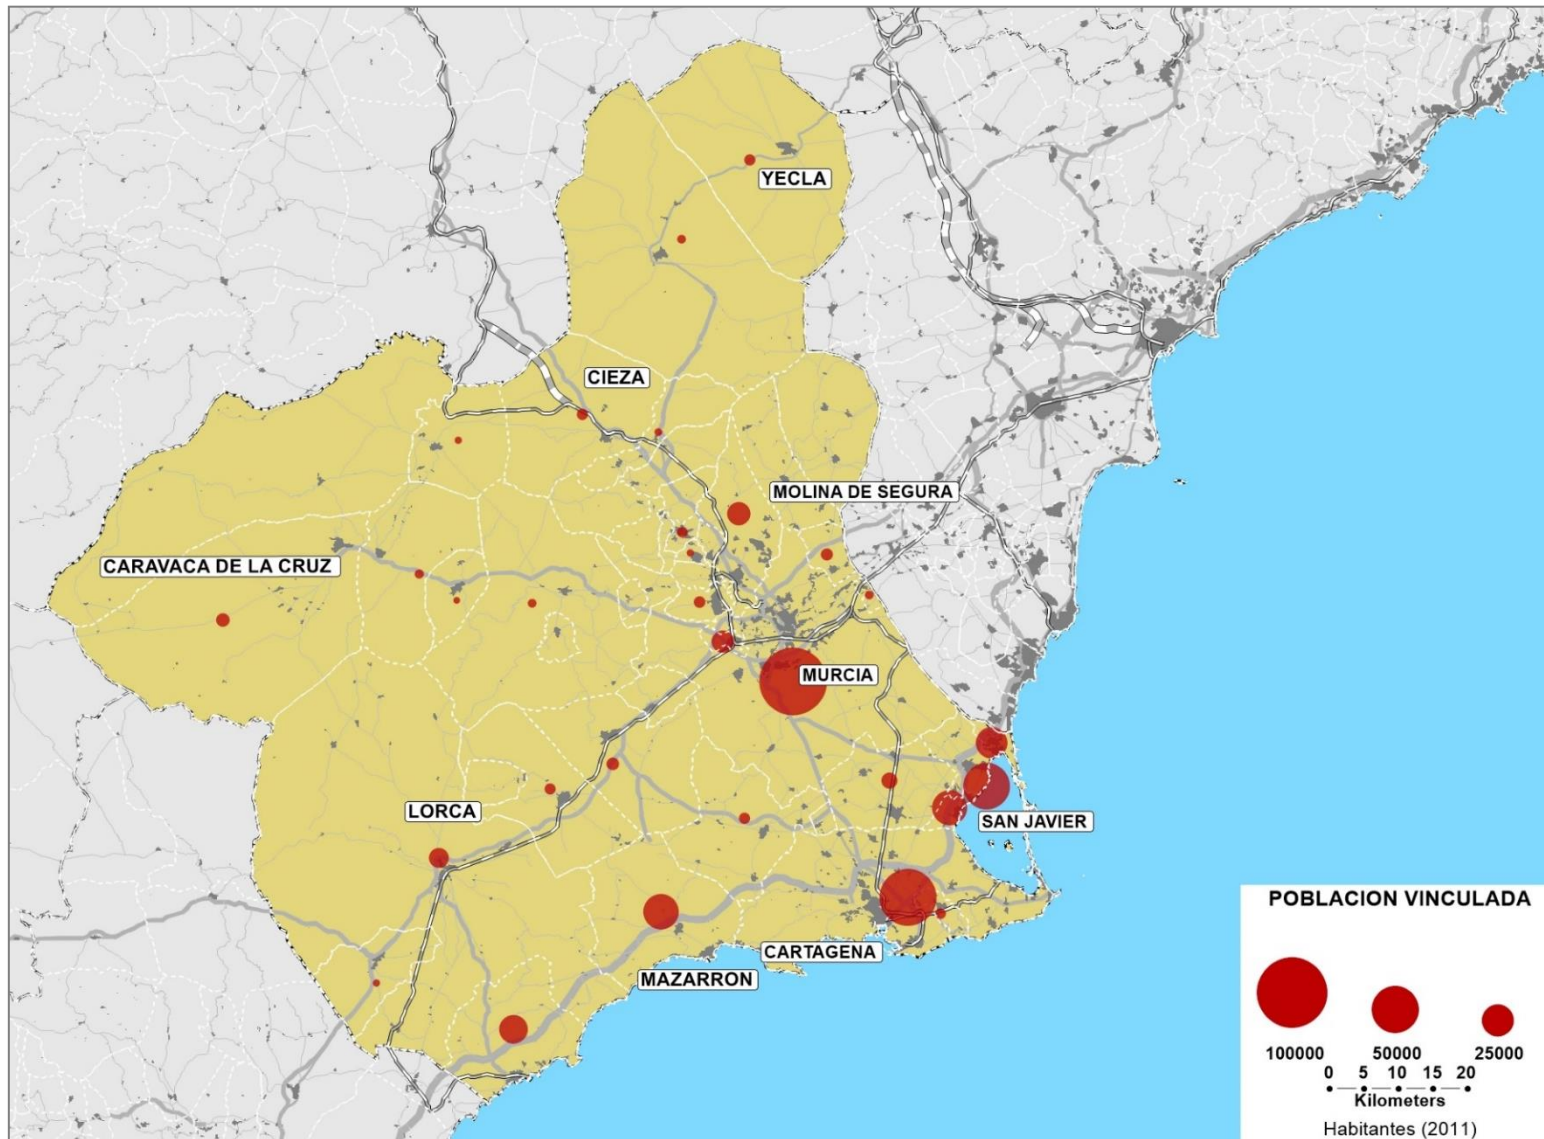 YECLA
CIEZA
MOLINA DE SEGURA
CARAVACA DE LA CRUZ
MURCIA
LORCA
SAN JAVIER
CARTAGENA
MAZARRON
POBLACION VINCULADA
100000 50000 25000
0 5 10 15 20
Kilometers
Habitantes (2011)